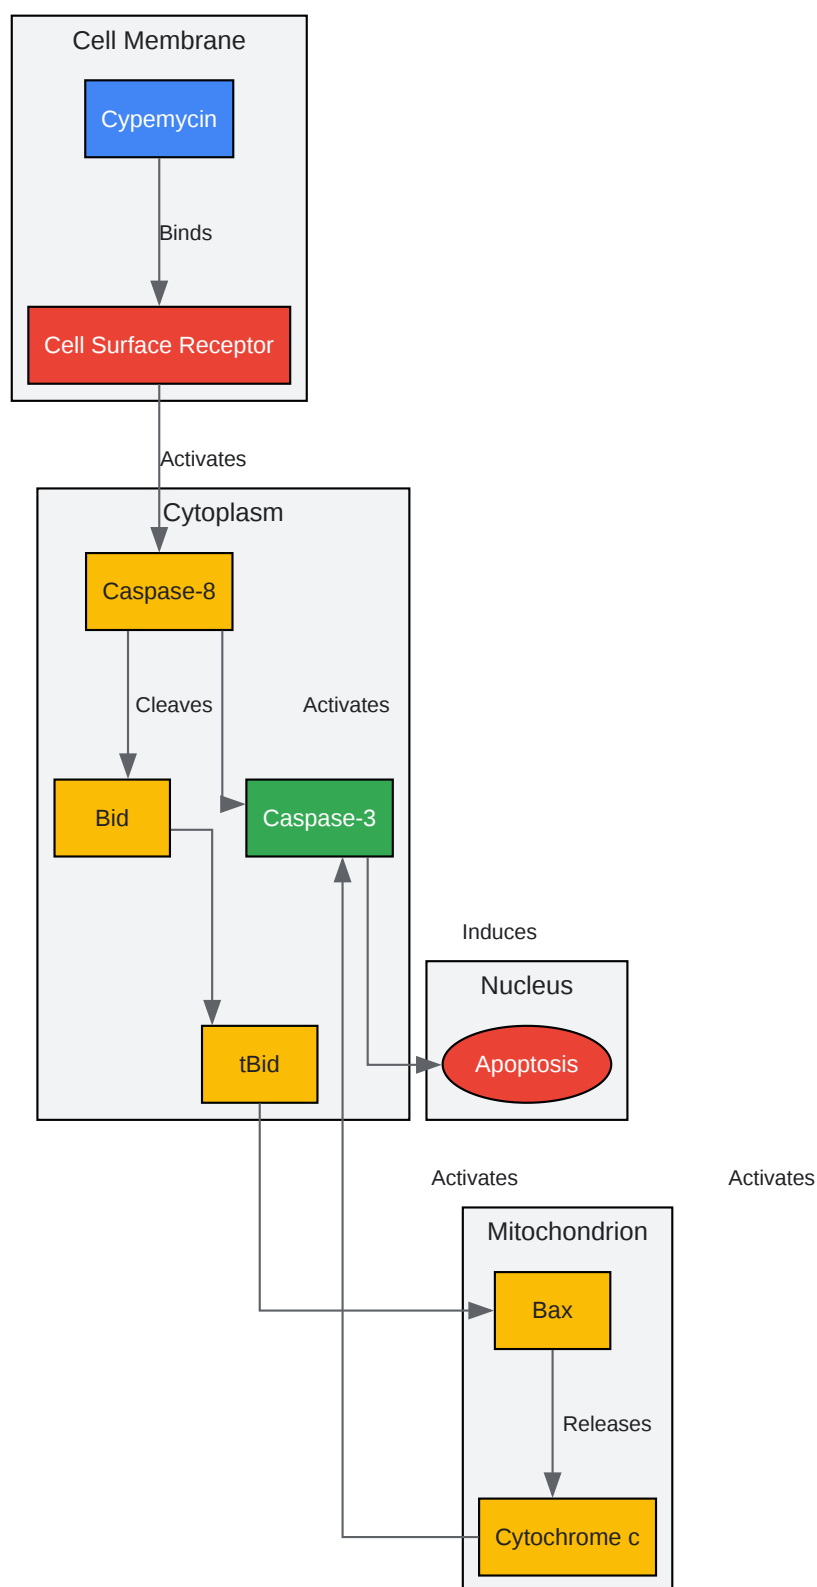 Cell Membrane
Cypemycin
Binds
Cell Surface Receptor
Activates
Cytoplasm
Caspase-8
Cleaves
Activates
Bid
Caspase-3
Induces
Nucleus
tBid
Apoptosis
Activates
Activates
Mitochondrion
Bax
Releases
Cytochrome c